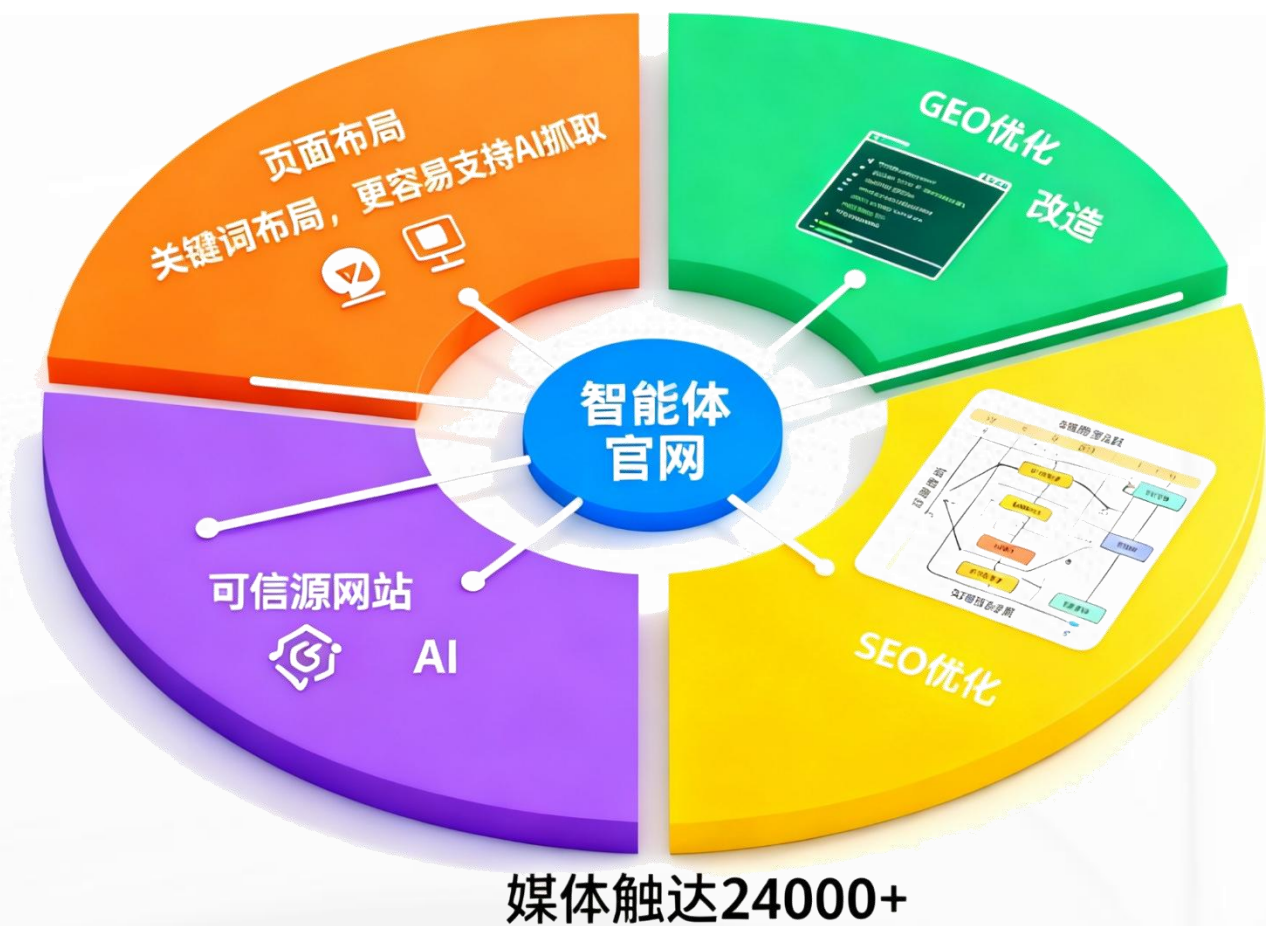 页面布局
关键词布局，更容易支持AI抓取
GEO优化
改造
智能体
官网
可信源网站
AI
SEO优化
媒体触达24000+